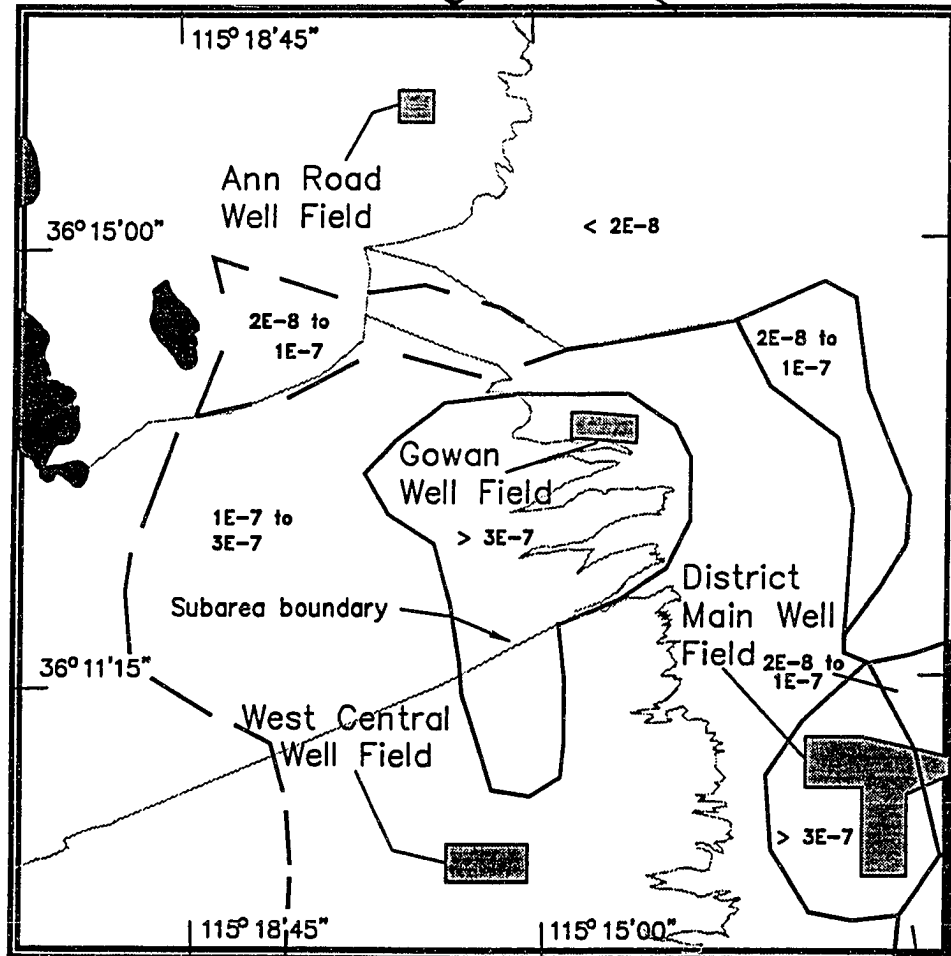 115° 18'45"
Ann Road
Well Field
36° 15'00"
< 2E-8
2E-8 to
1E-7
2E-8 to
1E-7
Gowan
Well Field
1E-7 to
3E-7
> 3E-7
District
Main Well
Field
Subarea boundary
2E-8 to
1E-7
36° 11'15"
West Central
Well Field
> 3E-7
115° 18'45"
115° 15'00"